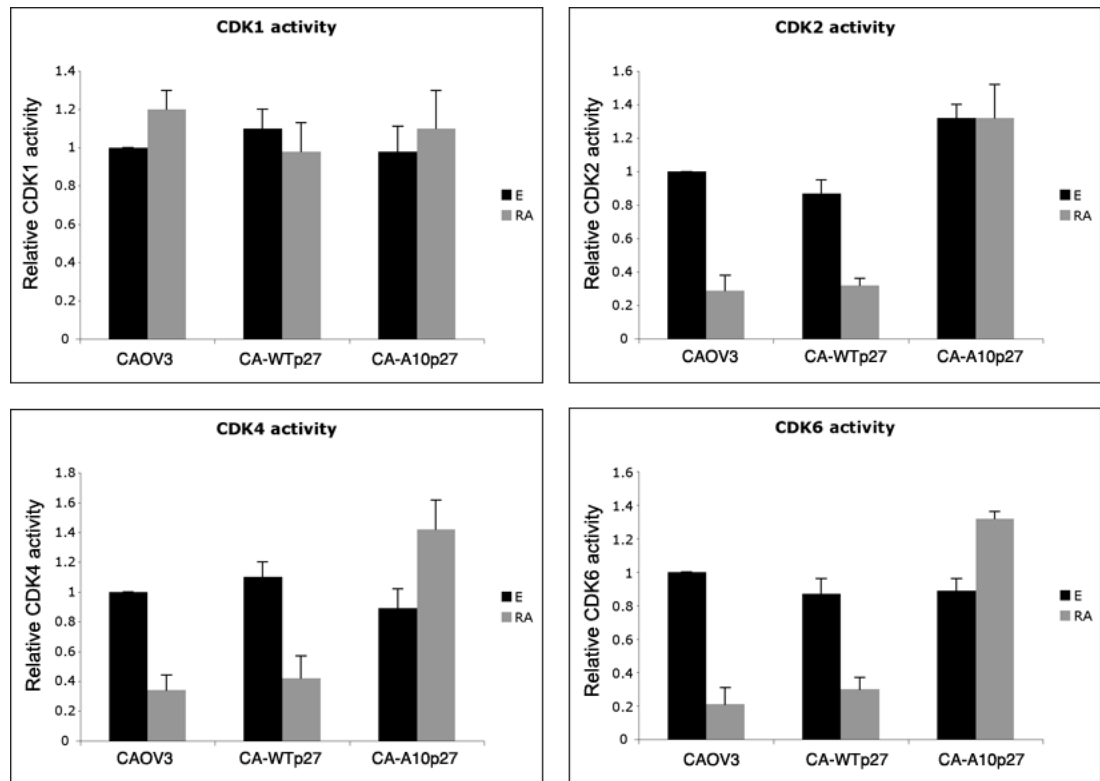 CDK1 activity
Relative CDK1 activity
1.4
1.2
1
0.8
0.6
0.4
0.2
0
CAOV3
CA-WTp27
CA-A10p27
E
RA
CDK2 activity
Relative CDK2 activity
1.6
1.4
1.2
1
0.8
0.6
0.4
0.2
0
CAOV3
CA-WTp27
CA-A10p27
E
RA
CDK4 activity
Relative CDK4 activity
1.8
1.6
1.4
1.2
1
0.8
0.6
0.4
0.2
0
CAOV3
CA-WTp27
CA-A10p27
E
RA
CDK6 activity
Relative CDK6 activity
1.6
1.4
1.2
1
0.8
0.6
0.4
0.2
0
CAOV3
CA-WTp27
CA-A10p27
E
RA